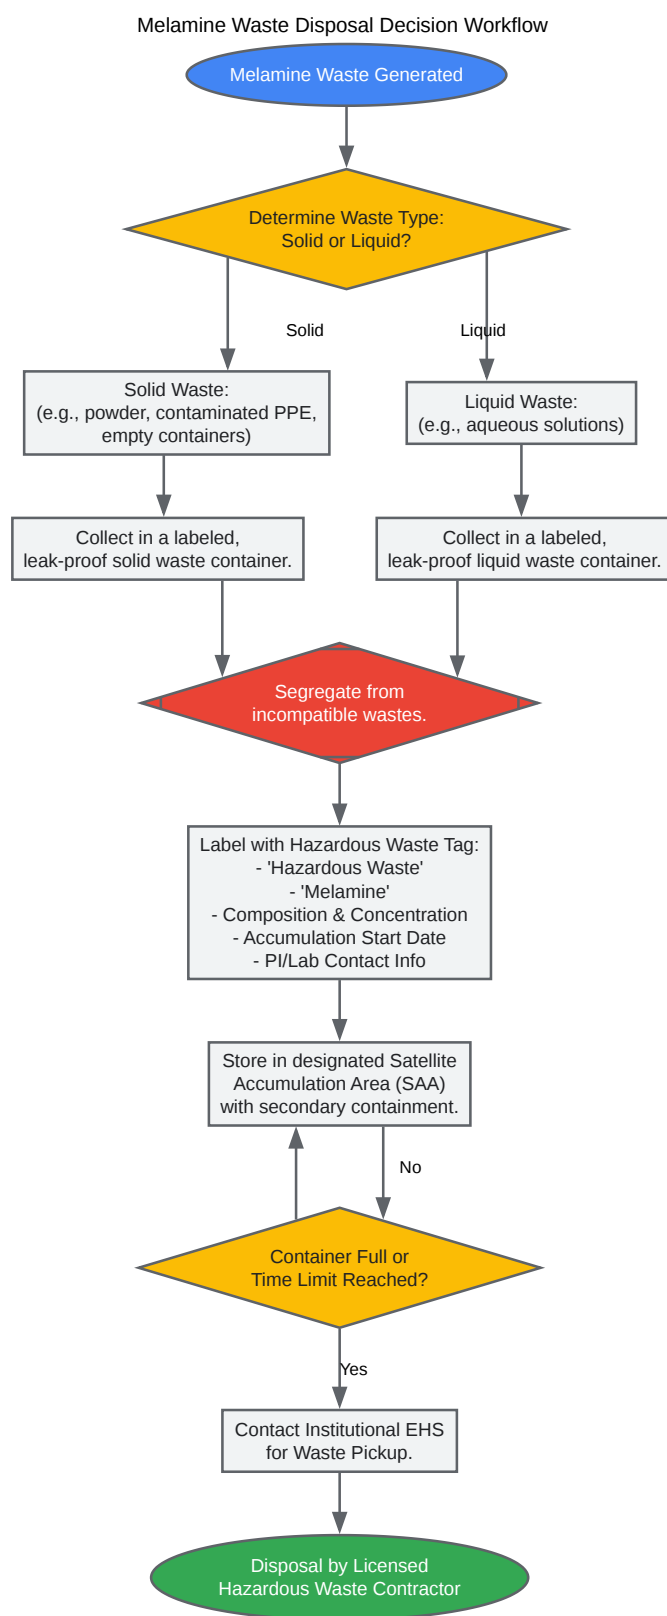 Melamine Waste Disposal Decision Workflow
Melamine Waste Generated
Determine Waste Type:
Solid or Liquid?
Solid
Liquid
Solid Waste:
(e.g., powder, contaminated PPE,
empty containers)
Liquid Waste:
(e.g., aqueous solutions)
Collect in a labeled,
leak-proof solid waste container.
Collect in a labeled,
leak-proof liquid waste container.
Segregate from
incompatible wastes.
Label with Hazardous Waste Tag:
- 'Hazardous Waste'
- 'Melamine'
- Composition & Concentration
- Accumulation Start Date
- PI/Lab Contact Info
Store in designated Satellite
Accumulation Area (SAA)
with secondary containment.
No
Container Full or
Time Limit Reached?
Yes
Contact Institutional EHS
for Waste Pickup.
Disposal by Licensed
Hazardous Waste Contractor